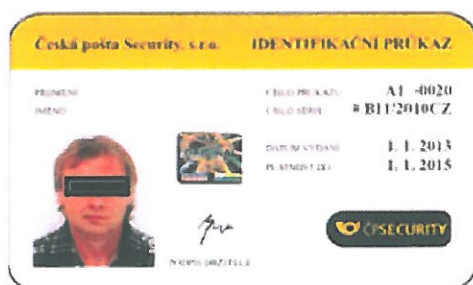 Česká pošta Security, s.r.o. IDENTIFIKAČNÍ PRŮKAZ
PŘÍJMENÍ
JMÉNO
ČÍSLO PRŮKAZU A1 -0020
ČÍSLO SÉRIE # B11/2010CZ
DATUM VYDÁNÍ 1. 1. 2013
PLATNOST DO 1. 1. 2015
PODPIS DRŽITELE
ČPSECURITY